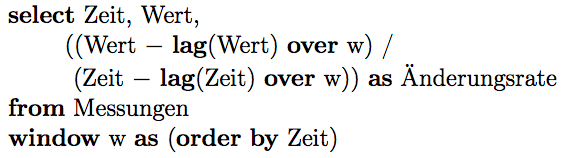 select Zeit, Wert,
((Wert − lag(Wert) over w) /
(Zeit − lag(Zeit) over w)) as Änderungsrate
from Messungen
window w as (order by Zeit)